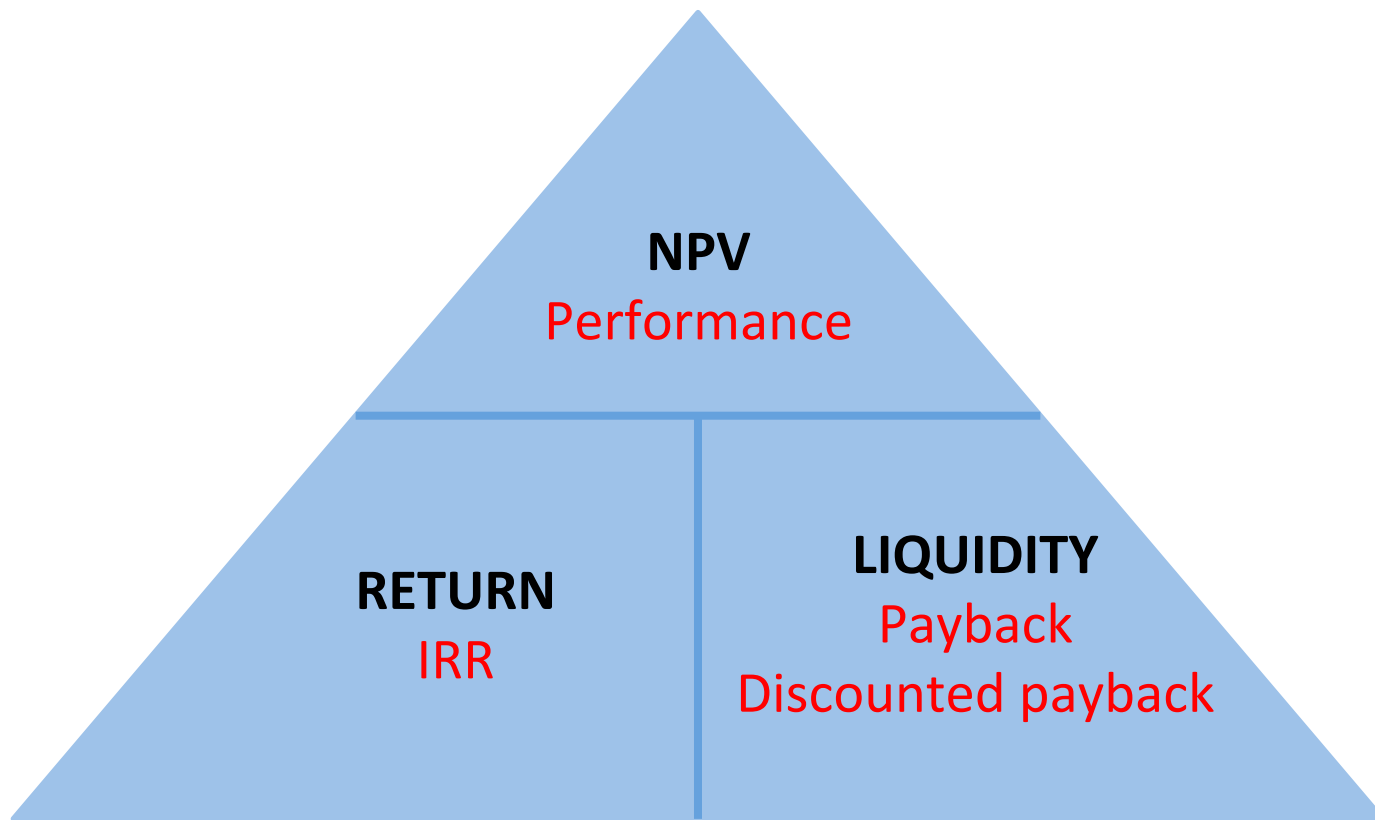 NPV
Performance
RETURN
IRR
LIQUIDITY
Payback
Discounted payback